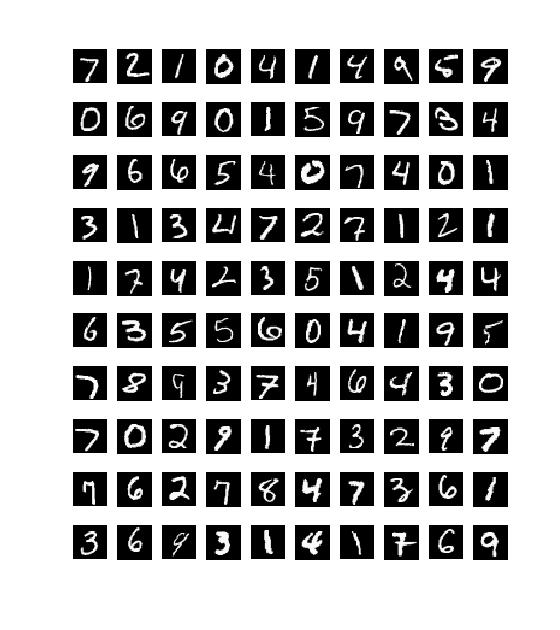 7 2 1 0 4 1 4 9 5 9
0 6 9 0 1 5 9 7 3 4
9 6 6 5 4 0 7 4 0 1
3 1 3 4 7 2 7 1 2 1
1 7 4 2 3 5 1 2 4 4
6 3 5 5 6 0 4 1 9 5
7 8 9 3 7 4 6 4 3 0
7 0 2 9 1 7 3 2 9 7
7 6 2 7 8 4 7 3 6 1
3 6 9 3 1 4 1 7 6 9